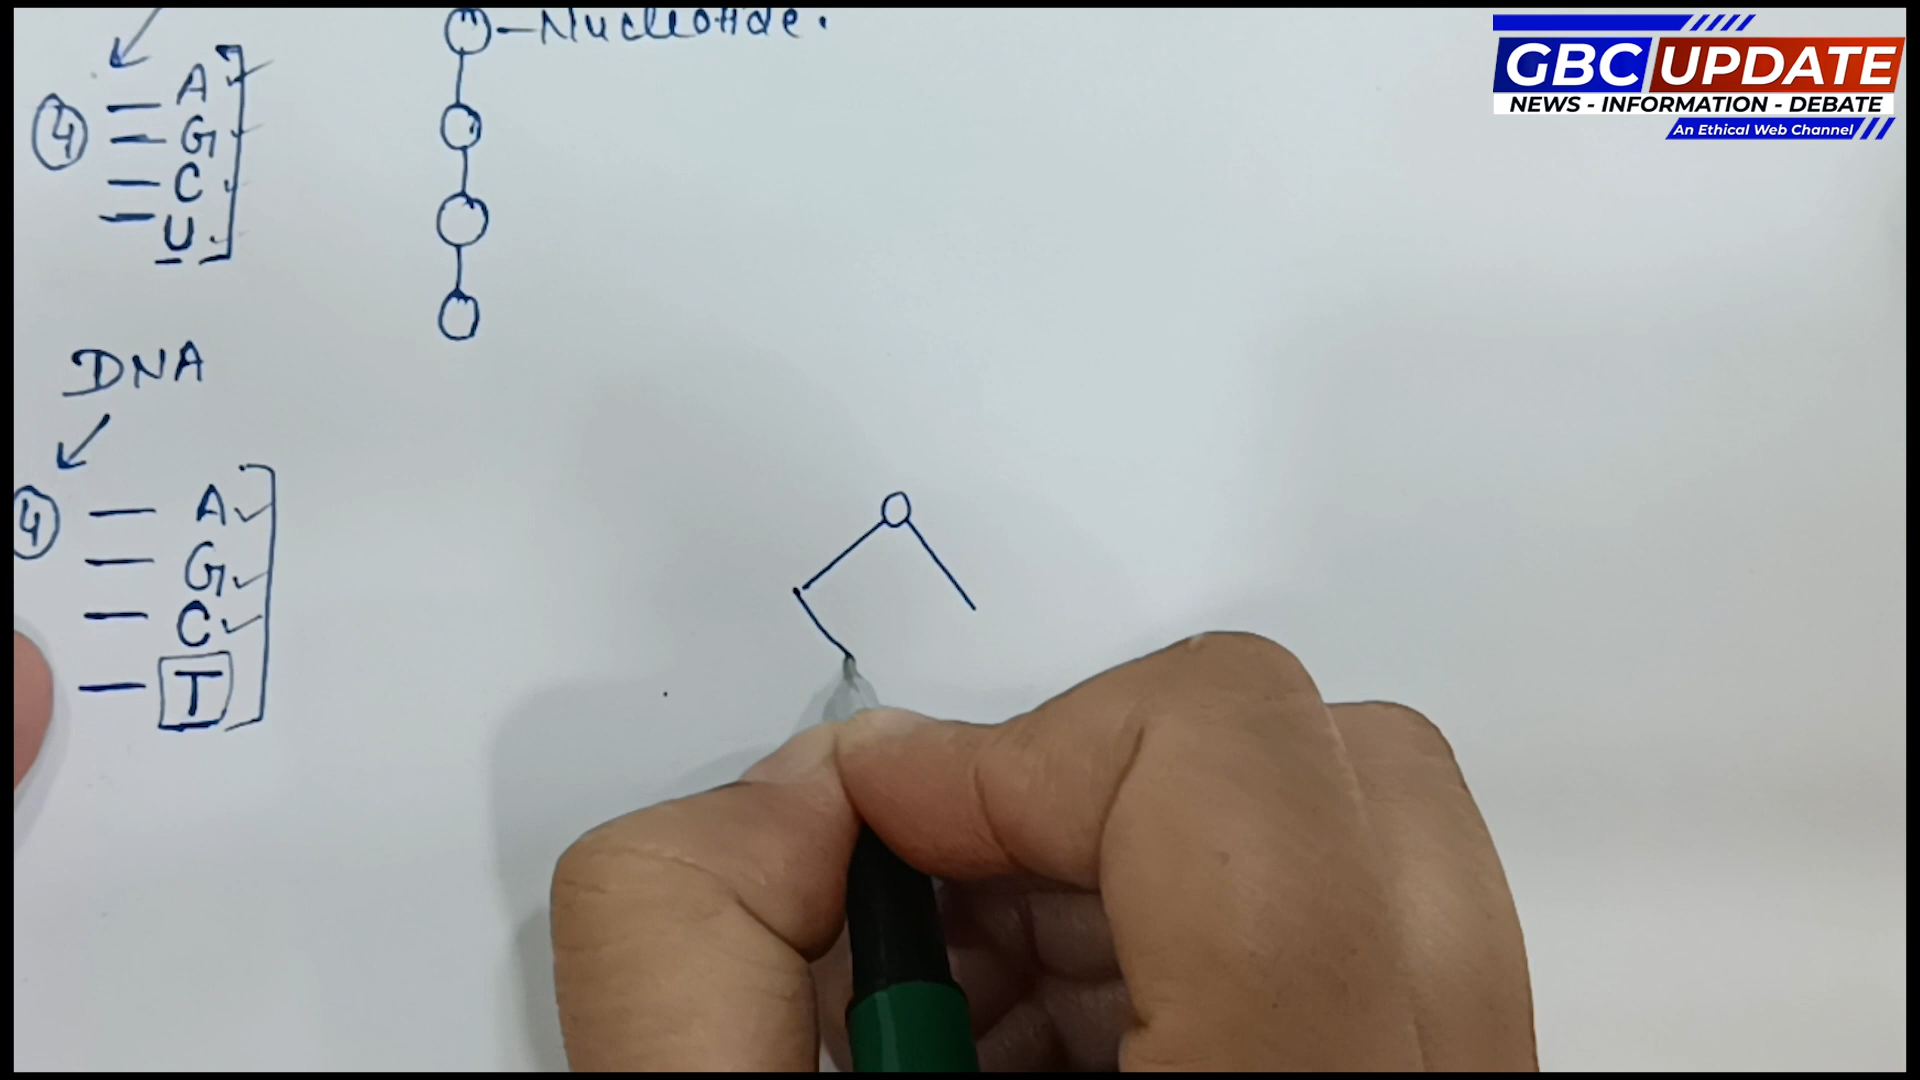 Nucleotide.
4
A
G
C
U
DNA
4
A
G
C
T
O
GBC UPDATE
NEWS - INFORMATION - DEBATE
An Ethical Web Channel